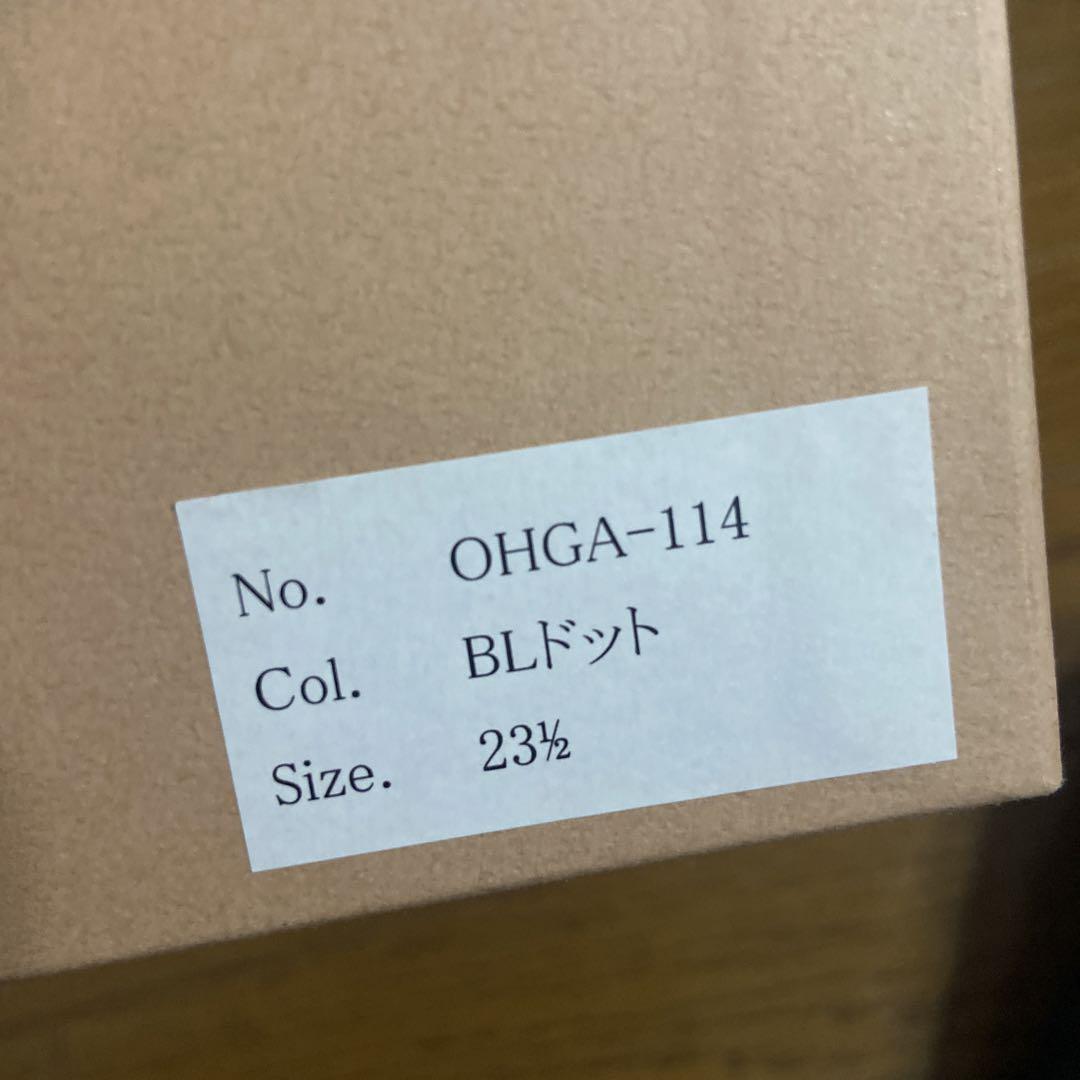 No. OHGA-114
Col. BLドット
Size. 23½